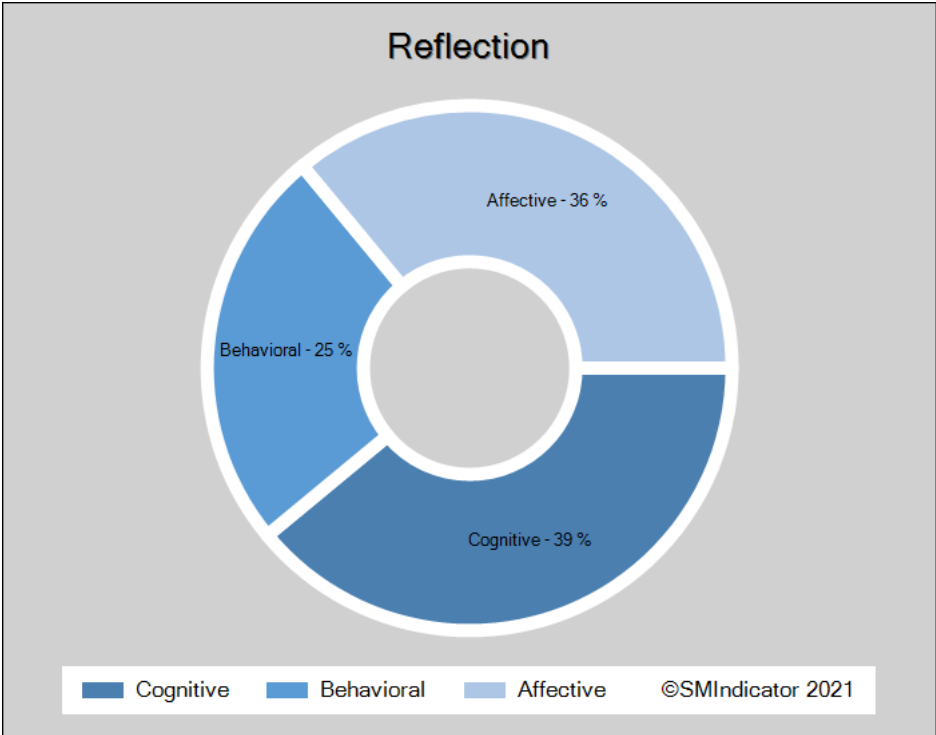 Reflection
Affective - 36 %
Behavioral - 25 %
Cognitive - 39 %
Cognitive Behavioral Affective ©SMIndicator 2021